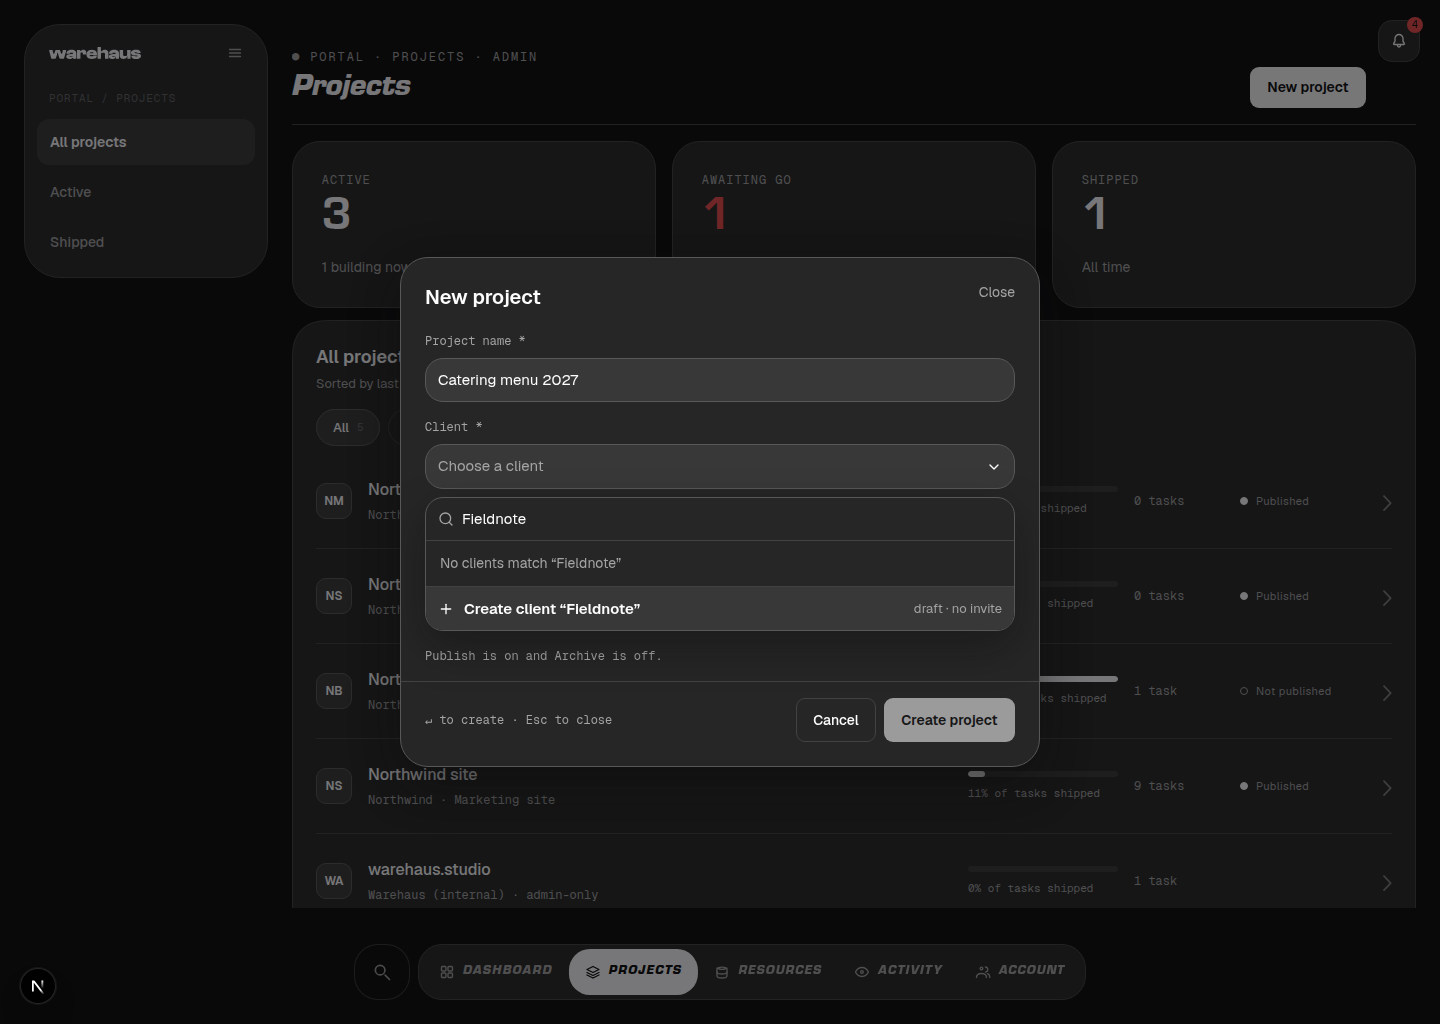 warehaus
PORTAL / PROJECTS
All projects
Active
Shipped
PORTAL · PROJECTS · ADMIN
Projects
New project
4
ACTIVE
3
1 building now
AWAITING GO
1
SHIPPED
1
All time
All project
Sorted by last
All 5
New project
Close
Project name *
Catering menu 2027
Client *
Choose a client
Fieldnote
No clients match “Fieldnote”
+ Create client “Fieldnote” draft · no invite
Publish is on and Archive is off.
↵ to create · Esc to close
Cancel
Create project
NM
shipped
0 tasks
Published
NS
shipped
0 tasks
Published
NB
shipped
1 task
Not published
NS
Northwind site
Northwind · Marketing site
11% of tasks shipped
9 tasks
Published
WA
warehaus.studio
Warehaus (internal) · admin-only
0% of tasks shipped
1 task
DASHBOARD
PROJECTS
RESOURCES
ACTIVITY
ACCOUNT
N